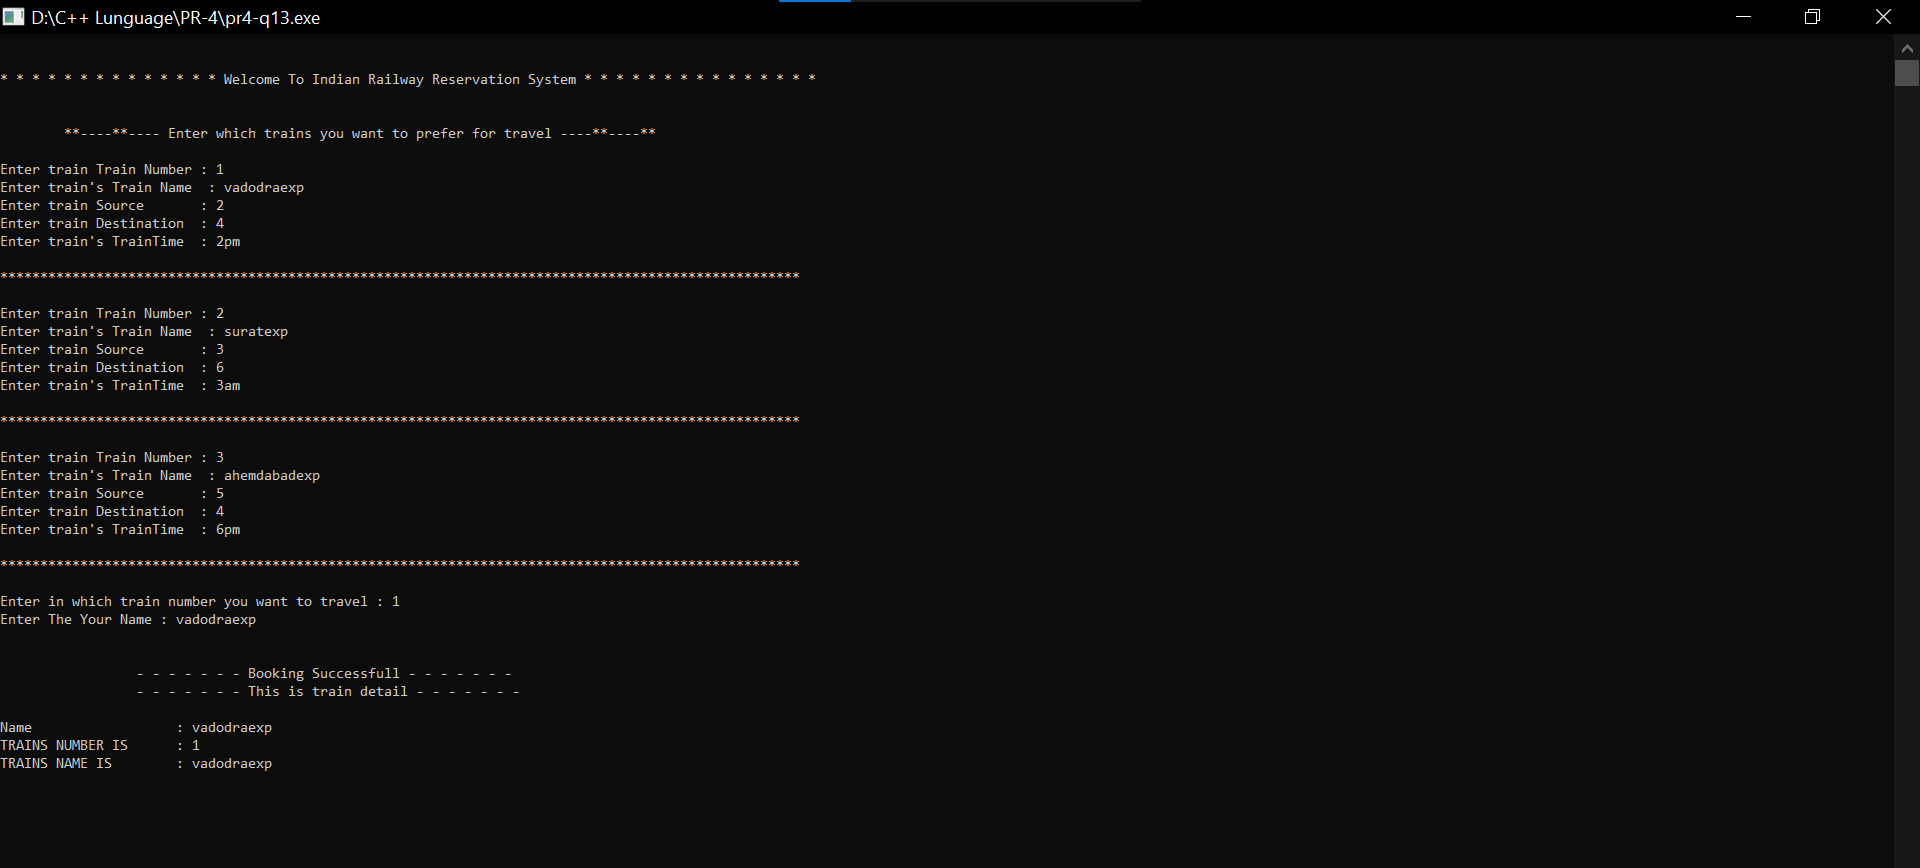 D:\C++ Lunguage\PR-4\pr4-q13.exe
* * * * * * * * * * * * * * Welcome To Indian Railway Reservation System * * * * * * * * * * * * * * *
**----**---- Enter which trains you want to prefer for travel ----**----**
Enter train Train Number : 1
Enter train's Train Name  : vadodraexp
Enter train Source       : 2
Enter train Destination  : 4
Enter train's TrainTime  : 2pm
****************************************************************************************************
Enter train Train Number : 2
Enter train's Train Name  : suratexp
Enter train Source       : 3
Enter train Destination  : 6
Enter train's TrainTime  : 3am
****************************************************************************************************
Enter train Train Number : 3
Enter train's Train Name  : ahemdabadexp
Enter train Source       : 5
Enter train Destination  : 4
Enter train's TrainTime  : 6pm
****************************************************************************************************
Enter in which train number you want to travel : 1
Enter The Your Name : vadodraexp
- - - - - - - Booking Successfull - - - - - - -
- - - - - - - This is train detail - - - - - - -
Name                  : vadodraexp
TRAINS NUMBER IS      : 1
TRAINS NAME IS        : vadodraexp